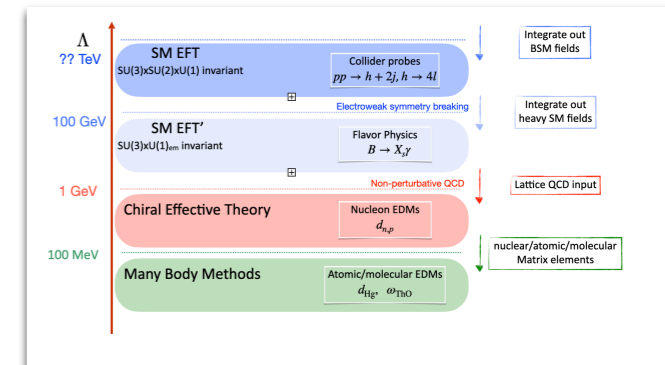 Λ
?? TeV
SM EFT
SU(3)xSU(2)xU(1) invariant
Collider probes
pp → h + 2j, h → 4l
Integrate out
BSM fields
Electroweak symmetry breaking
100 GeV
SM EFT'
SU(3)xU(1)em invariant
Flavor Physics
B → Xsγ
Integrate out
heavy SM fields
Non-perturbative QCD
1 GeV
Chiral Effective Theory
Nucleon EDMs
dn,p
Lattice QCD input
100 MeV
Many Body Methods
Atomic/molecular EDMs
dHg, ωThO
nuclear/atomic/molecular
Matrix elements